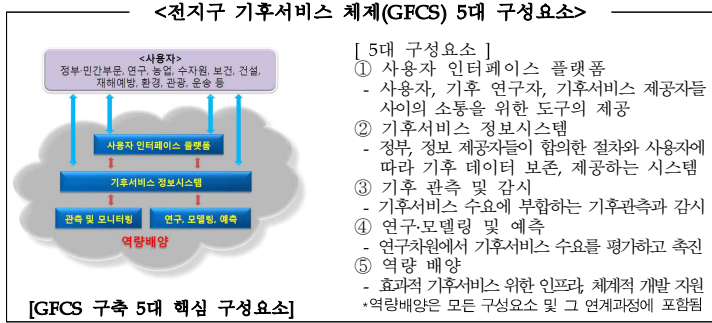 <전지구 기후서비스 체제(GFCS) 5대 구성요소>
<사용자>
정부·민간부문, 연구, 농업, 수자원, 보건, 건설,
재해예방, 환경, 관광, 운송 등
사용자 인터페이스 플랫폼
기후서비스 정보시스템
관측 및 모니터링
연구, 모델링, 예측
역량배양
[GFCS 구축 5대 핵심 구성요소]
[ 5대 구성요소 ]
① 사용자 인터페이스 플랫폼
- 사용자, 기후 연구자, 기후서비스 제공자들
사이의 소통을 위한 도구의 제공
② 기후서비스 정보시스템
- 정부, 정보 제공자들이 합의한 절차와 사용자에
따라 기후 데이터 보존, 제공하는 시스템
③ 기후 관측 및 감시
- 기후서비스 수요에 부합하는 기후관측과 감시
④ 연구·모델링 및 예측
- 연구차원에서 기후서비스 수요를 평가하고 촉진
⑤ 역량 배양
- 효과적 기후서비스 위한 인프라, 체계적 개발 지원
*역량배양은 모든 구성요소 및 그 연계과정에 포함됨